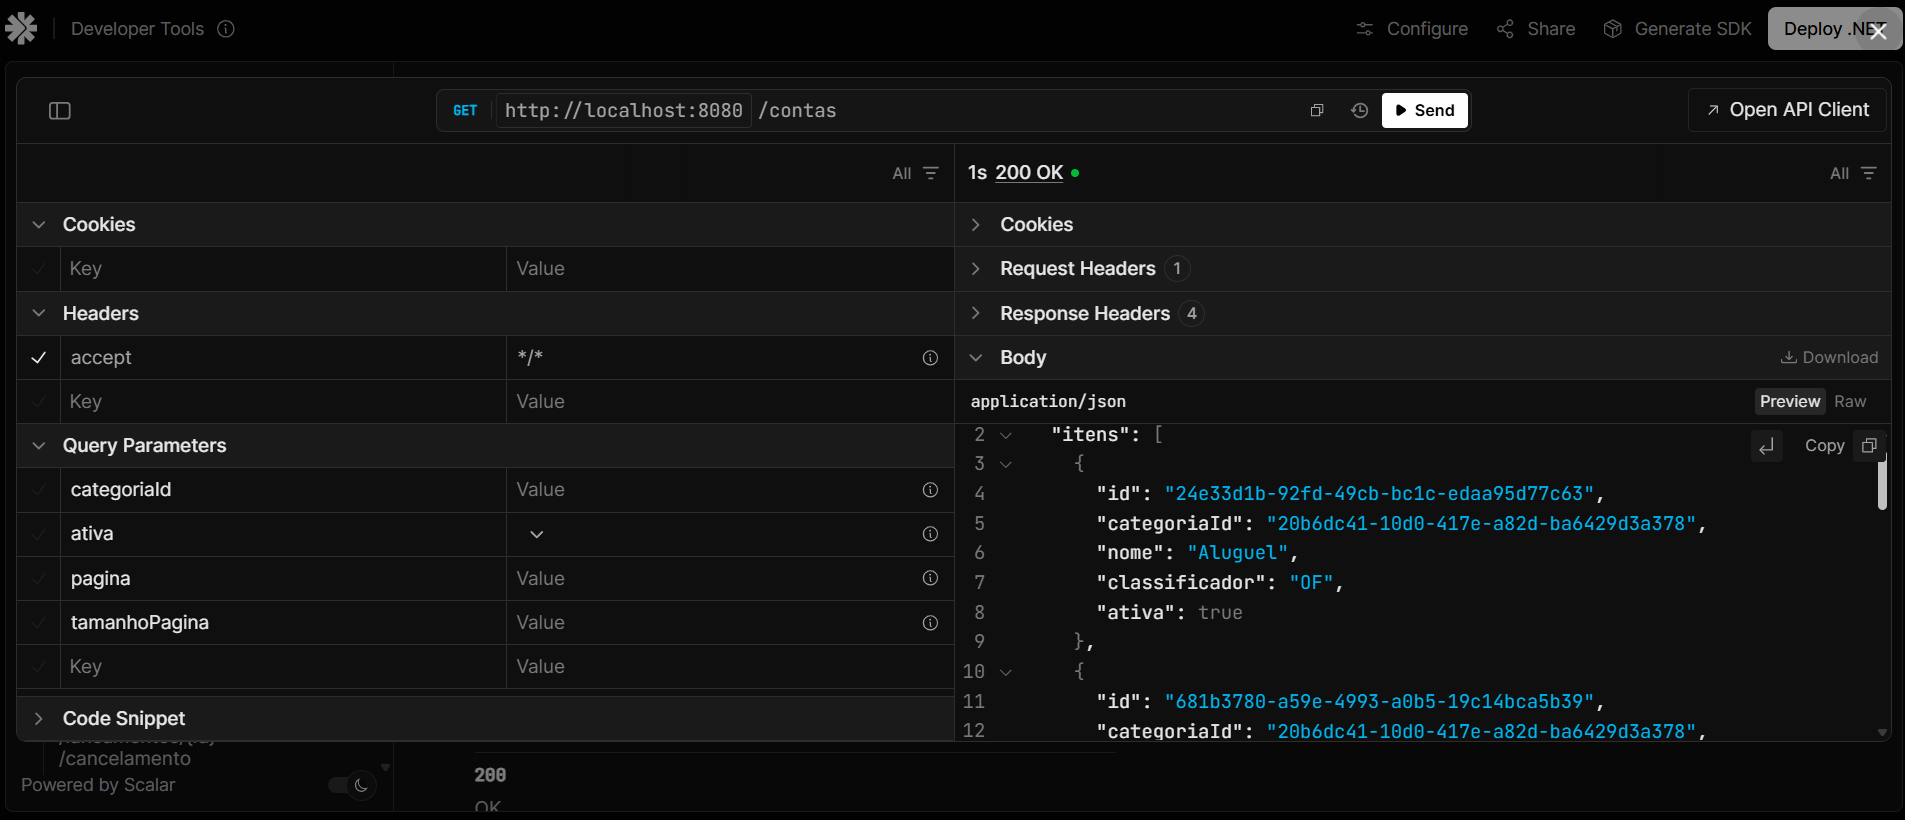 Developer Tools
Configure
Share
Generate SDK
Deploy .NET
GET http://localhost:8080 /contas
Send
Open API Client
All
1s 200 OK
All
Cookies
Key Value
Headers
accept */*
Key Value
Query Parameters
categoriaId Value
ativa
pagina Value
tamanhoPagina Value
Key Value
Code Snippet
Cookies
Request Headers 1
Response Headers 4
Body
Download
application/json
Preview Raw
Copy
2 "itens": [
3 {
4 "id": "24e33d1b-92fd-49cb-bc1c-edaa95d77c63",
5 "categoriaId": "20b6dc41-10d0-417e-a82d-ba6429d3a378",
6 "nome": "Aluguel",
7 "classificador": "OF",
8 "ativa": true
9 },
10 {
11 "id": "681b3780-a59e-4993-a0b5-19c14bca5b39",
12 "categoriaId": "20b6dc41-10d0-417e-a82d-ba6429d3a378",
/cancelamento
Powered by Scalar
200
OK